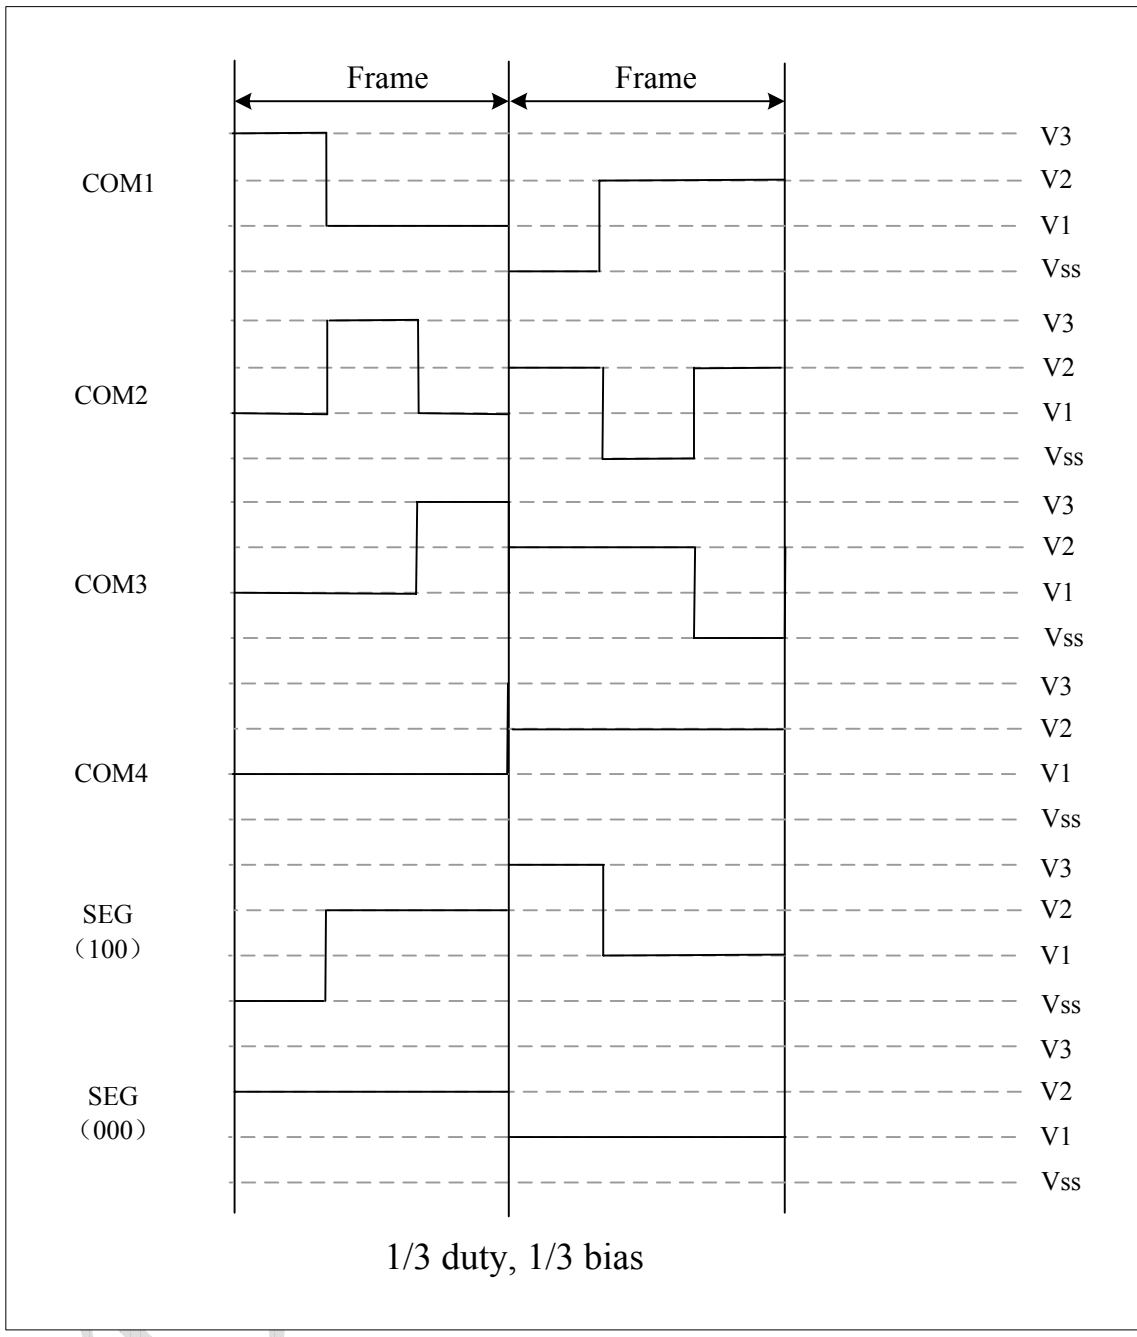 Frame Frame
V3
COM1 V2
V1
Vss
V3
V2
COM2 V1
Vss
V3
V2
COM3 V1
Vss
V3
V2
COM4 V1
Vss
V3
SEG V2
（100） V1
Vss
V3
SEG V2
（000） V1
Vss
1/3 duty, 1/3 bias